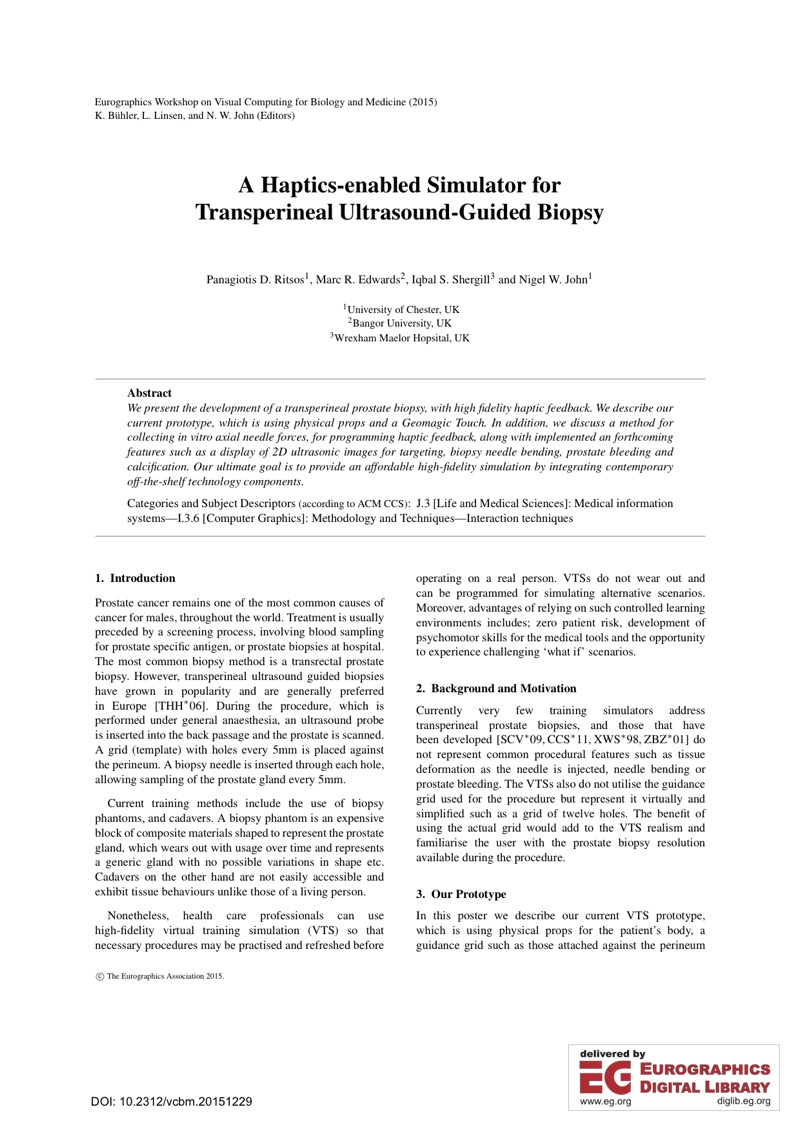 Eurographics Workshop on Visual Computing for Biology and Medicine (2015)
K. Bühler, L. Linsen, and N. W. John (Editors)
A Haptics-enabled Simulator for
Transperineal Ultrasound-Guided Biopsy
Panagiotis D. Ritsos1, Marc R. Edwards2, Iqbal S. Shergill3 and Nigel W. John1
1University of Chester, UK
2Bangor University, UK
3Wrexham Maelor Hopsital, UK
Abstract
We present the development of a transperineal prostate biopsy, with high fidelity haptic feedback. We describe our
current prototype, which is using physical props and a Geomagic Touch. In addition, we discuss a method for
collecting in vitro axial needle forces, for programming haptic feedback, along with implemented an forthcoming
features such as a display of 2D ultrasonic images for targeting, biopsy needle bending, prostate bleeding and
calcification. Our ultimate goal is to provide an affordable high-fidelity simulation by integrating contemporary
off-the-shelf technology components.
Categories and Subject Descriptors (according to ACM CCS): J.3 [Life and Medical Sciences]: Medical information
systems—I.3.6 [Computer Graphics]: Methodology and Techniques—Interaction techniques
1. Introduction
Prostate cancer remains one of the most common causes of
cancer for males, throughout the world. Treatment is usually
preceded by a screening process, involving blood sampling
for prostate specific antigen, or prostate biopsies at hospital.
The most common biopsy method is a transrectal prostate
biopsy. However, transperineal ultrasound guided biopsies
have grown in popularity and are generally preferred
in Europe [THH*06]. During the procedure, which is
performed under general anaesthesia, an ultrasound probe
is inserted into the back passage and the prostate is scanned.
A grid (template) with holes every 5mm is placed against
the perineum. A biopsy needle is inserted through each hole,
allowing sampling of the prostate gland every 5mm.
Current training methods include the use of biopsy
phantoms, and cadavers. A biopsy phantom is an expensive
block of composite materials shaped to represent the prostate
gland, which wears out with usage over time and represents
a generic gland with no possible variations in shape etc.
Cadavers on the other hand are not easily accessible and
exhibit tissue behaviours unlike those of a living person.
Nonetheless, health care professionals can use
high-fidelity virtual training simulation (VTS) so that
necessary procedures may be practised and refreshed before
operating on a real person. VTSs do not wear out and
can be programmed for simulating alternative scenarios.
Moreover, advantages of relying on such controlled learning
environments includes; zero patient risk, development of
psychomotor skills for the medical tools and the opportunity
to experience challenging ‘what if’ scenarios.
2. Background and Motivation
Currently very few training simulators address
transperineal prostate biopsies, and those that have
been developed [SCV*09, CCS*11, XWS*98, ZBZ*01] do
not represent common procedural features such as tissue
deformation as the needle is injected, needle bending or
prostate bleeding. The VTSs also do not utilise the guidance
grid used for the procedure but represent it virtually and
simplified such as a grid of twelve holes. The benefit of
using the actual grid would add to the VTS realism and
familiarise the user with the prostate biopsy resolution
available during the procedure.
3. Our Prototype
In this poster we describe our current VTS prototype,
which is using physical props for the patient’s body, a
guidance grid such as those attached against the perineum
© The Eurographics Association 2015.
delivered by
EG EUROGRAPHICS
DIGITAL LIBRARY
www.eg.org diglib.eg.org
DOI: 10.2312/vcbm.20151229